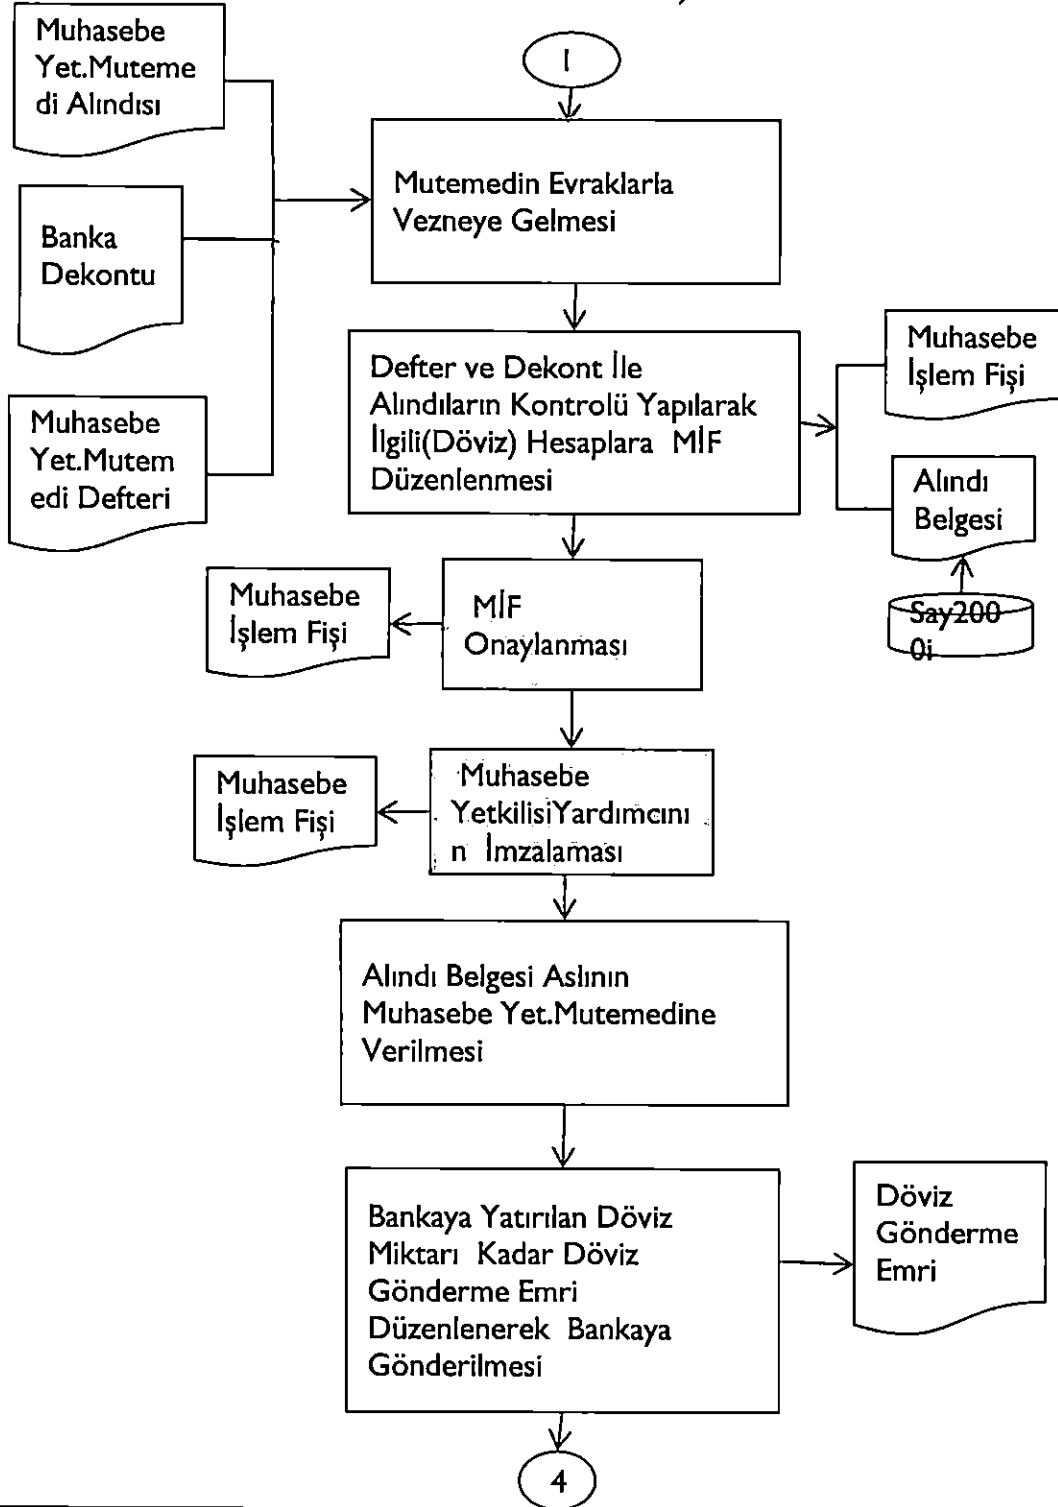 Muhasebe
Yet.Muteme
di Alındısı
1
Mutemedin Evraklarla
Vezneye Gelmesi
Banka
Dekontu
Muhasebe
Yet.Mutem
edi Defteri
Defter ve Dekont İle
Alındıların Kontrolü Yapılarak
İlgili(Döviz) Hesaplara MİF
Düzenlenmesi
Muhasebe
İşlem Fişi
Alındı
Belgesi
Say200
0i
MİF
Onaylanması
Muhasebe
İşlem Fişi
Muhasebe
YetkilisiYardımcını
n İmzalaması
Muhasebe
İşlem Fişi
Alındı Belgesi Aslının
Muhasebe Yet.Mutemedine
Verilmesi
Bankaya Yatırılan Döviz
Miktarı Kadar Döviz
Gönderme Emri
Düzenlenerek Bankaya
Gönderilmesi
Döviz
Gönderme
Emri
4